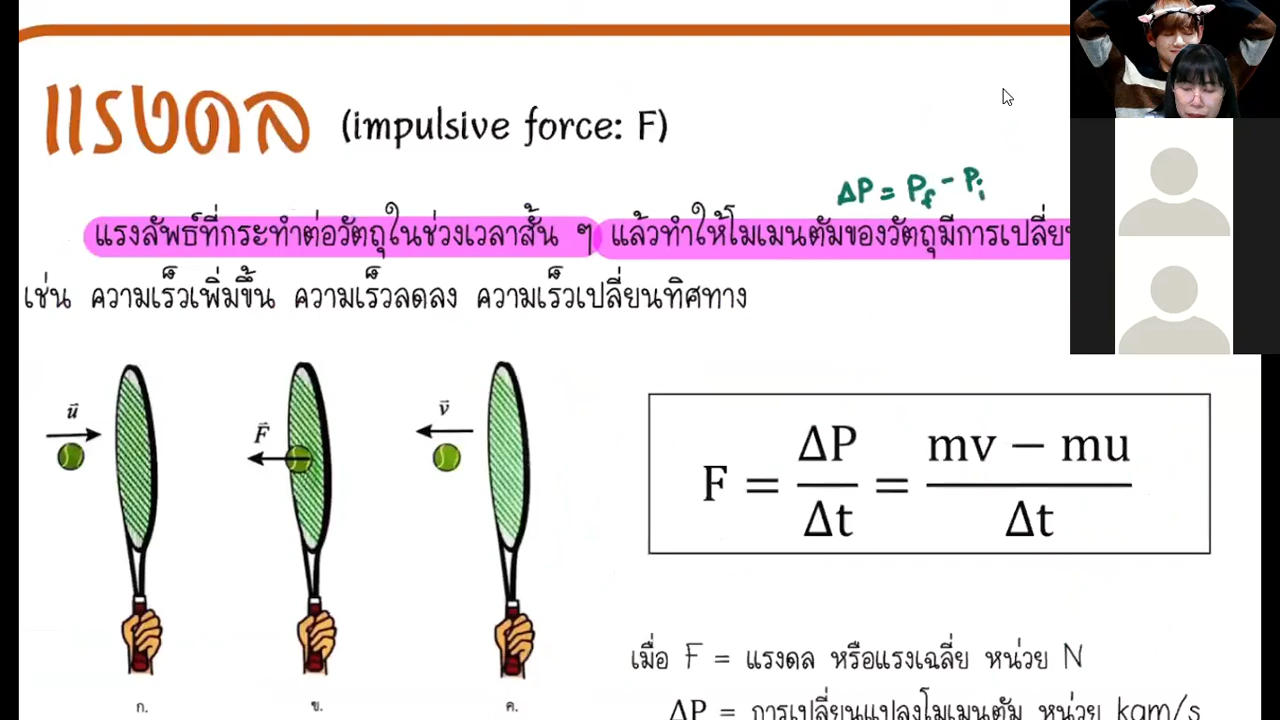 แรงดล (impulsive force: F)
ΔP = Pf - Pi
แรงลัพธ์ที่กระทำต่อวัตถุในช่วงเวลาสั้น ๆ แล้วทำให้โมเมนตัมของวัตถุมีการ
เช่น ความเร็วเพิ่มขึ้น ความเร็วลดลง ความเร็วเปลี่ยนทิศทาง
u F v
F = ΔP/Δt = mv − mu/Δt
เมื่อ F = แรงดล หรือแรงเฉลี่ย หน่วย N
ก. ข. ค.
ΔP = การเปลี่ยนแปลงโมเมนตัม หน่วย kgm/s